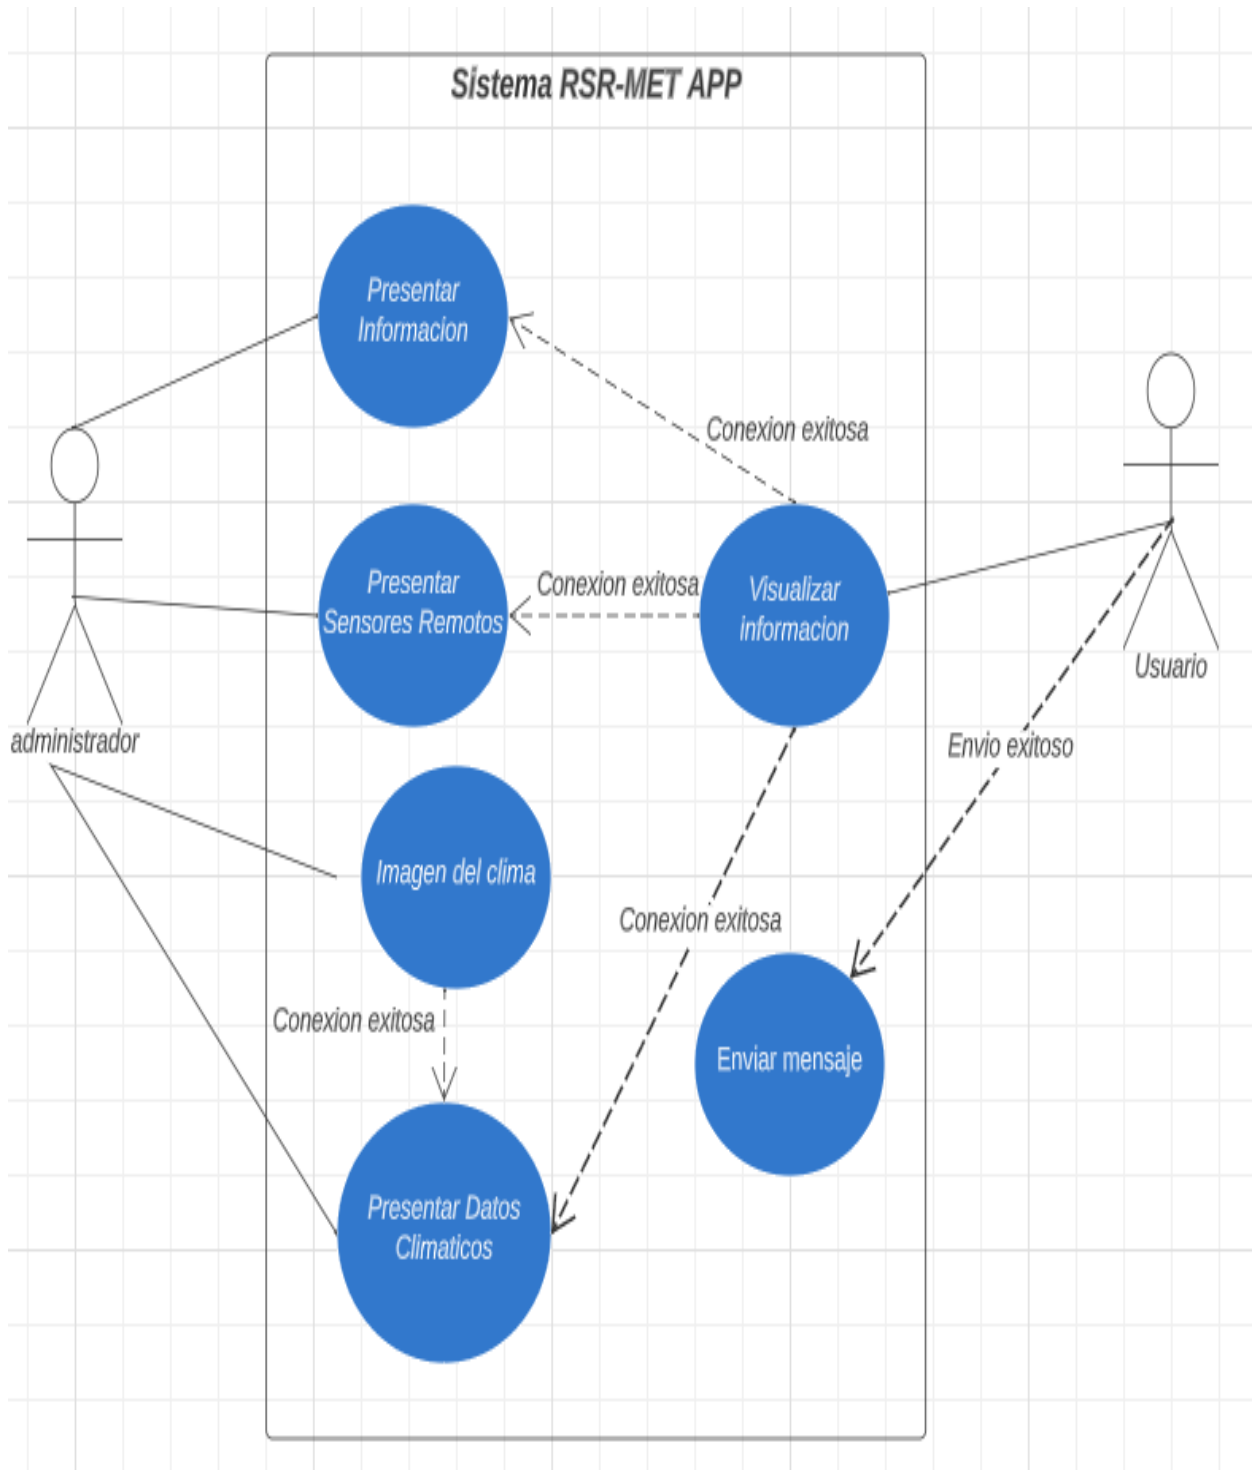 Sistema RSR-MET APP
Presentar
Informacion
Conexion exitosa
Presentar
Sensores Remotos
Conexion exitosa
Visualizar
informacion
Usuario
administrador
Envio exitoso
Imagen del clima
Conexion exitosa
Conexion exitosa
Enviar mensaje
Presentar Datos
Climaticos